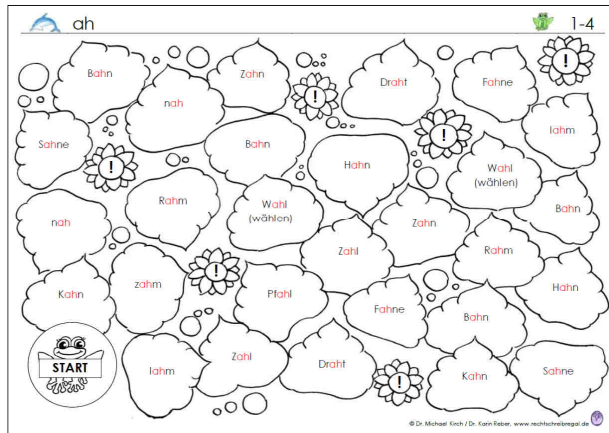 ah
1-4
Bahn
nah
Zahn
!
Draht
Fahne
!
lahm
Sahne
!
Bahn
Hahn
!
Wahl
(wählen)
nah
Rahm
Wahl
(wählen)
Zahl
Zahn
Rahm
Bahn
Kahn
zahm
!
Pfahl
Fahne
Bahn
Hahn
START
lahm
Zahl
Draht
!
Kahn
Sahne
© Dr. Michael Kirch / Dr. Karin Reber, www.rechtschreibregal.de